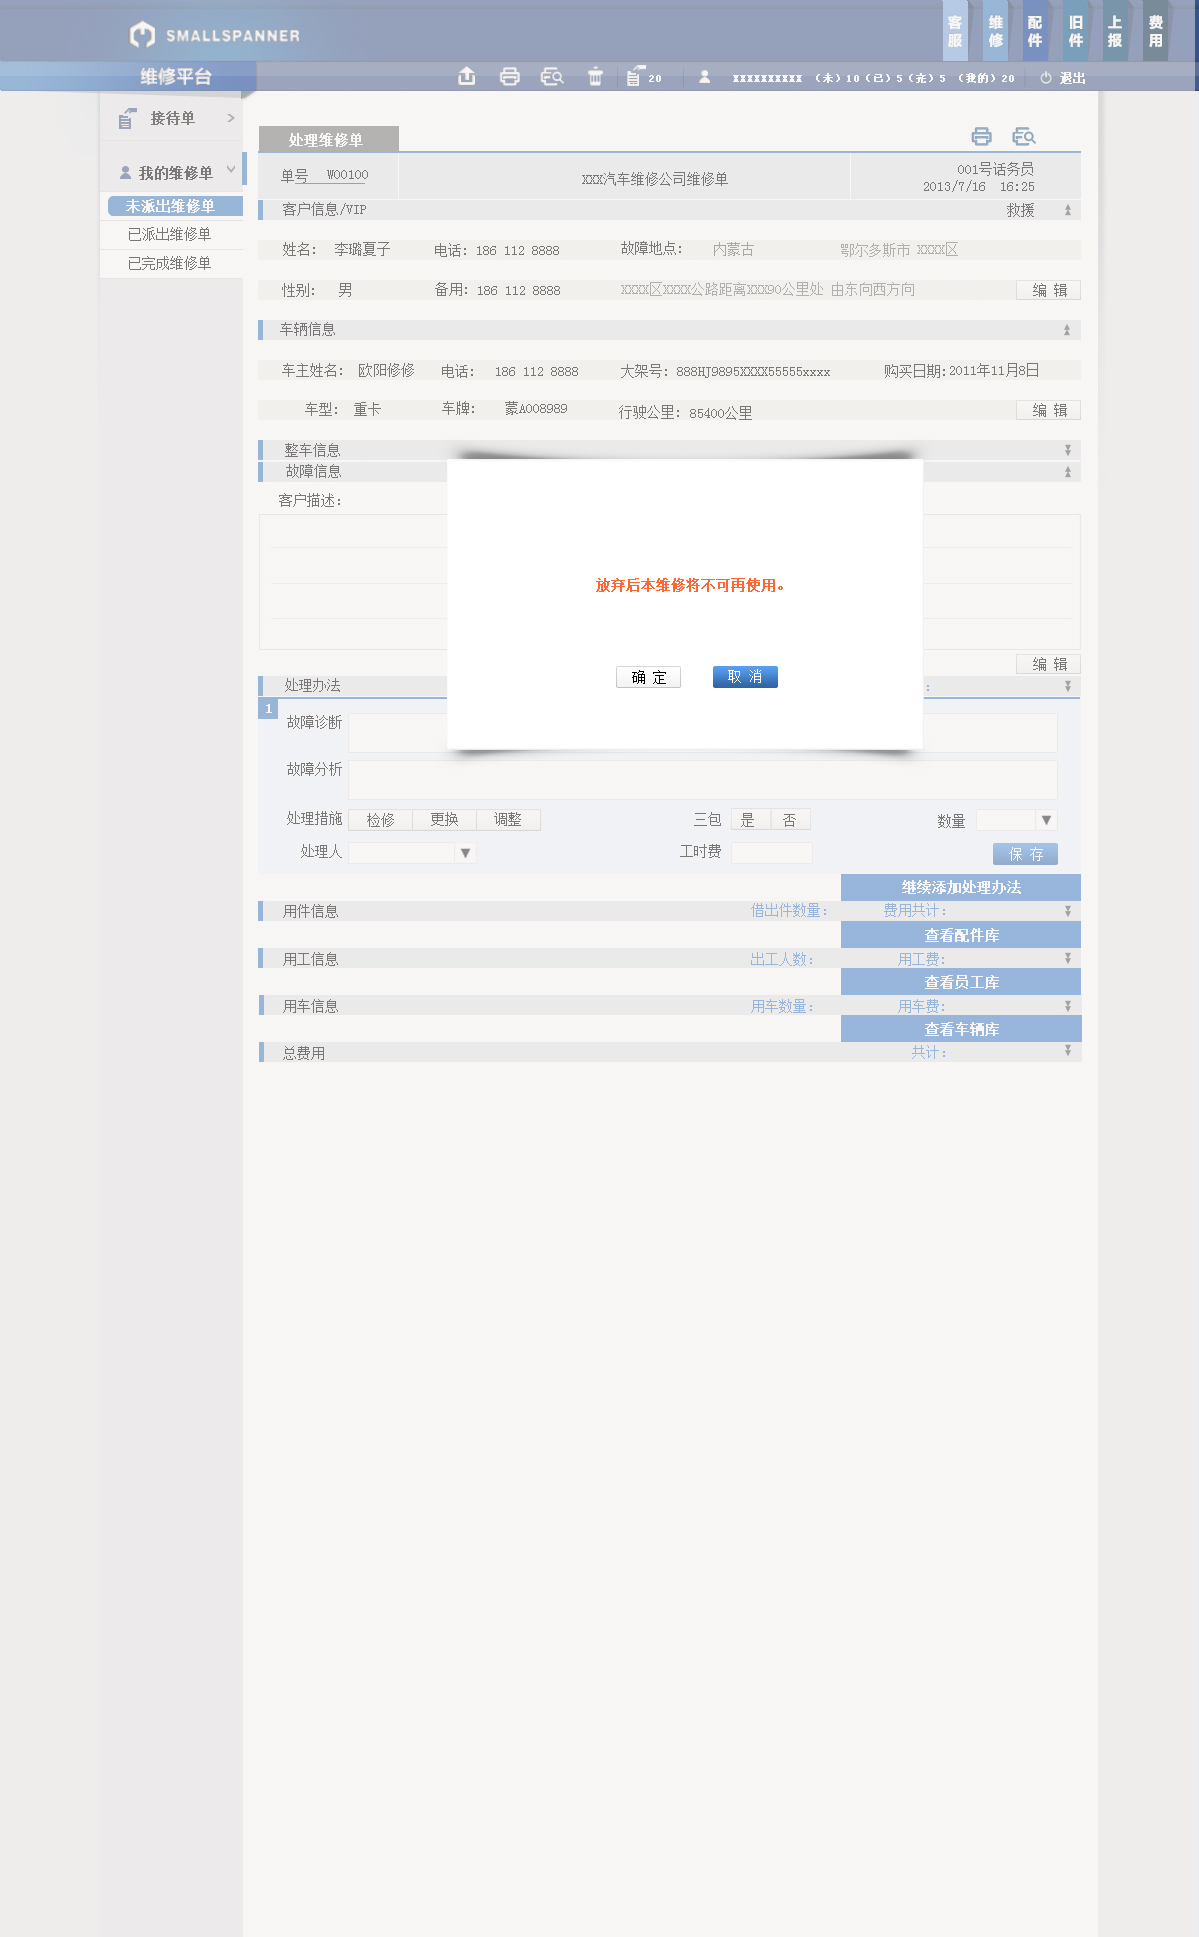 SMALLSPANNER
客服 维修 配件 旧件 上报 费用
维修平台
20 xxxxxxxxxx （未）10（已）5（完）5 （我的）20 退出
接待单 >
我的维修单
未派出维修单
已派出维修单
已完成维修单
处理维修单
单号 W00100
XXX汽车维修公司维修单
001号话务员
2013/7/16 16:25
客户信息/VIP 救援
姓名: 李璐夏子 电话: 186 112 8888 故障地点: 内蒙古 鄂尔多斯市 XXXX区
性别: 男 备用: 186 112 8888 XXXX区XXXX公路距离XXX90公里处 由东向西方向 编 辑
车辆信息
车主姓名: 欧阳修修 电话: 186 112 8888 大架号: 888HJ9895XXXX55555xxxx 购买日期:2011年11月8日
车型: 重卡 车牌: 蒙A008989 行驶公里: 85400公里 编 辑
整车信息
故障信息
客户描述:
放弃后本维修将不可再使用。
确 定 取 消
编 辑
处理办法 :
1
故障诊断
故障分析
处理措施 检修 更换 调整 三包 是 否 数量 ▼
处理人 ▼ 工时费 保 存
继续添加处理办法
用件信息 借出件数量: 费用共计:
查看配件库
用工信息 出工人数: 用工费:
查看员工库
用车信息 用车数量: 用车费:
查看车辆库
总费用 共计: